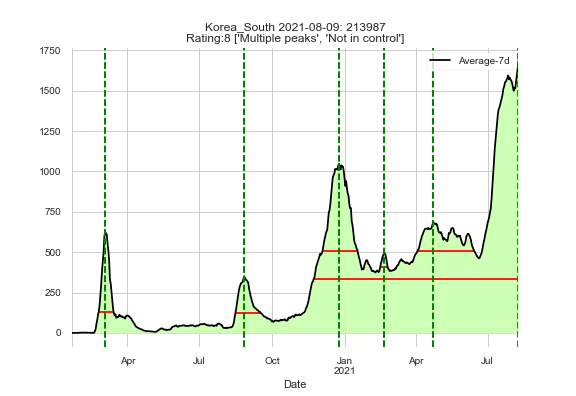 Korea_South 2021-08-09: 213987
Rating:8 ['Multiple peaks', 'Not in control']
Average-7d
1750
1500
1250
1000
750
500
250
0
Apr Jul Oct Jan Apr Jul
2021
Date